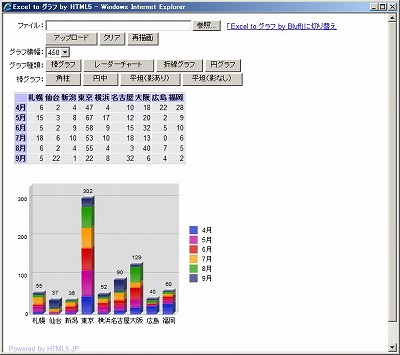 Excel to グラフ by HTML5 - Windows Internet Explorer
ファイル: 参照... 「Excel to グラフ by Bluff」に切り替え
アップロード クリア 再描画
グラフ横幅: 450
グラフ種類: 棒グラフ レーダーチャート 折線グラフ 円グラフ
棒グラフ: 角柱 円中 平坦(影あり) 平坦(影なし)
札幌 仙台 新潟 東京 横浜 名古屋 大阪 広島 福岡
4月 6 2 4 47 4 10 18 22 28
5月 15 3 8 67 17 12 20 2 9
6月 5 2 9 58 9 15 32 5 10
7月 18 6 10 53 10 18 13 0 6
8月 6 2 4 55 4 3 40 7 5
9月 5 22 1 22 8 32 6 4 2
300
200
100
0
55 37 36 302 52 90 129 40 60
札幌 仙台 新潟 東京 横浜 名古屋 大阪 広島 福岡
4月
5月
6月
7月
8月
9月
Powered by HTML5.JP